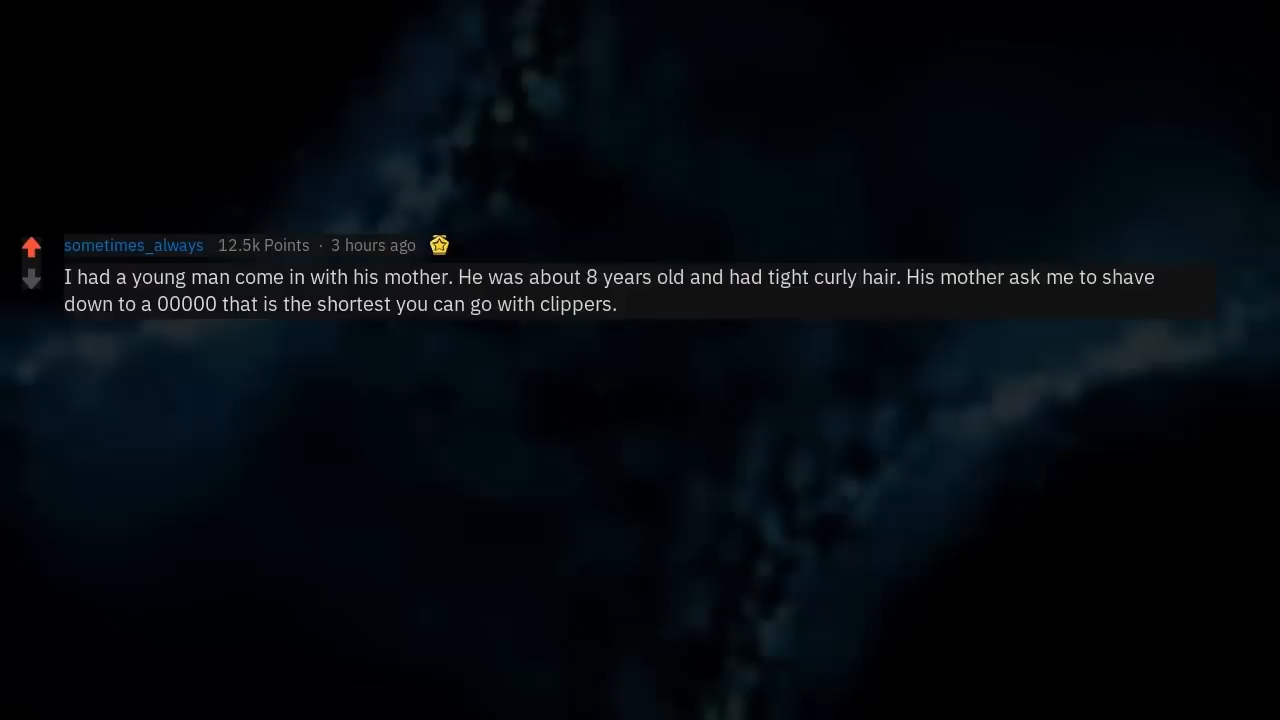 sometimes_always 12.5k Points · 3 hours ago
I had a young man come in with his mother. He was about 8 years old and had tight curly hair. His mother ask me to shave
down to a 00000 that is the shortest you can go with clippers.